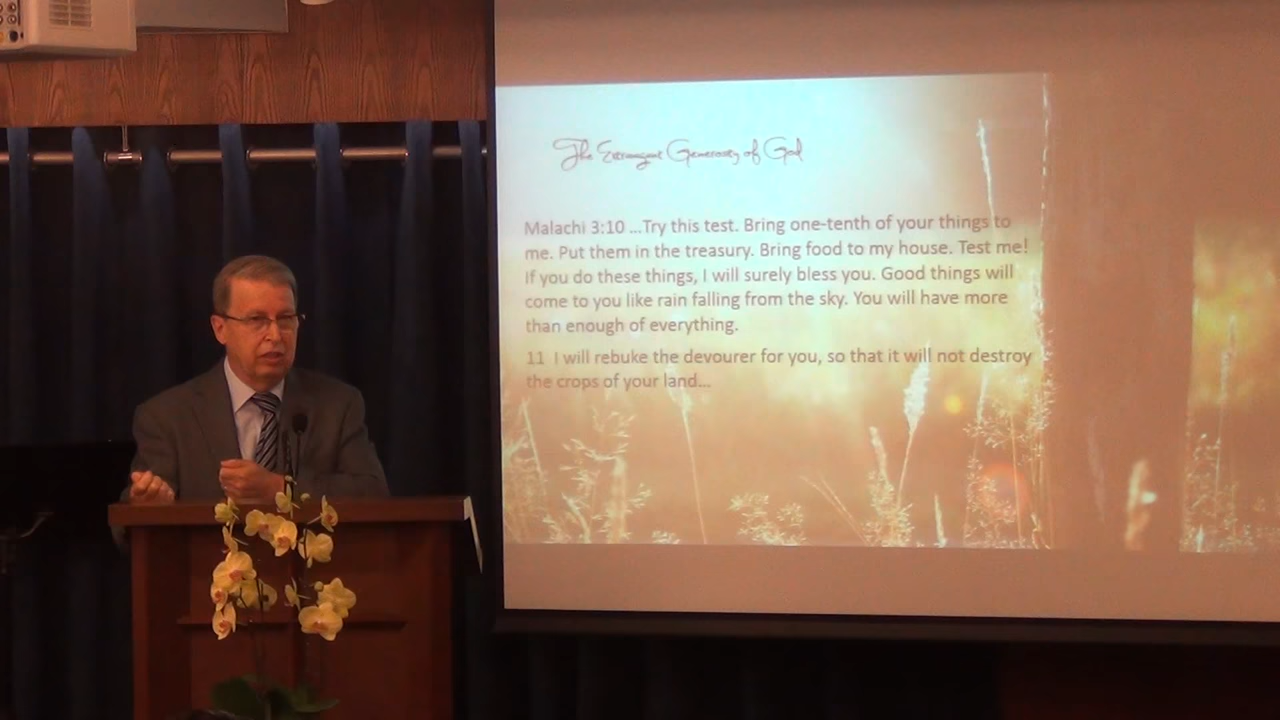 The Extravagant Generosity of God
Malachi 3:10 ...Try this test. Bring one-tenth of your things to
me. Put them in the treasury. Bring food to my house. Test me!
If you do these things, I will surely bless you. Good things will
come to you like rain falling from the sky. You will have more
than enough of everything.
11  I will rebuke the devourer for you, so that it will not destroy
the crops of your land...